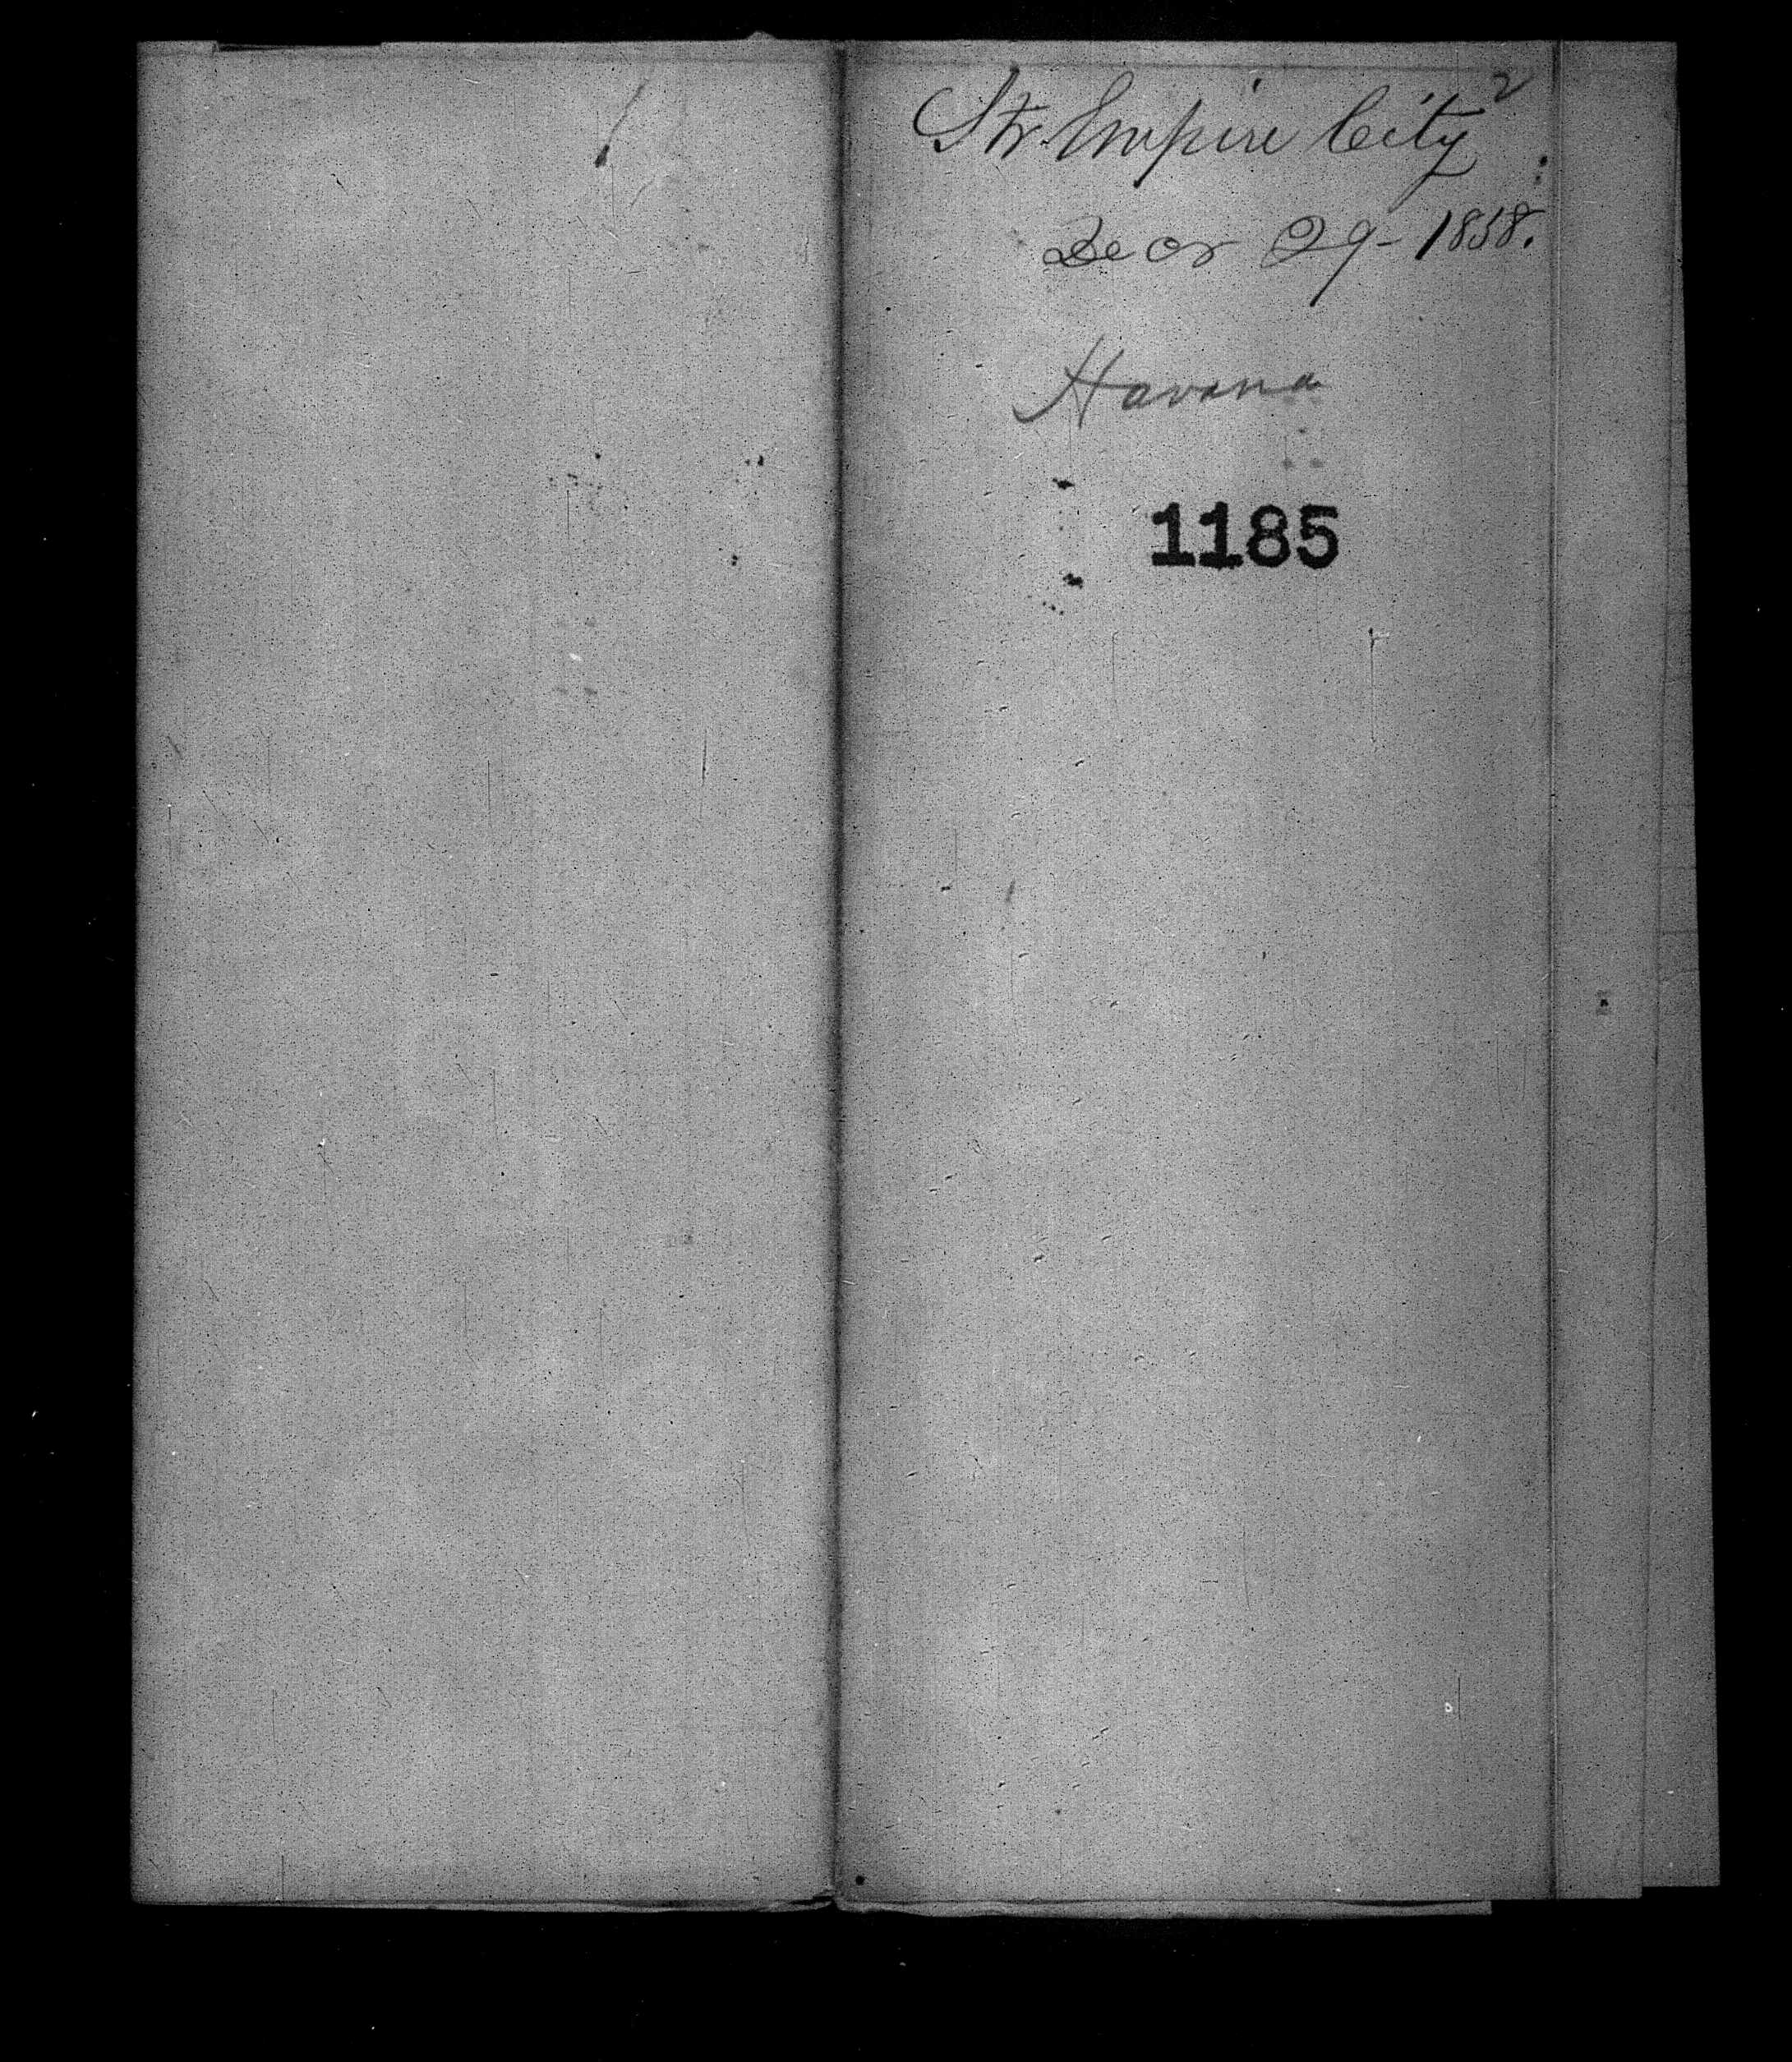 Str. Empire City
Decr 29 - 1858.
Havana
1185